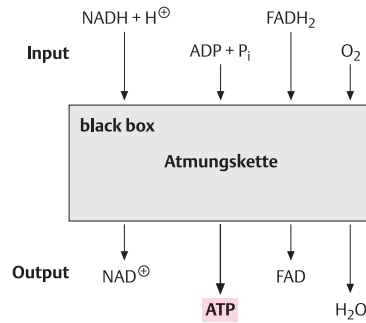 NADH + H⊕
FADH₂
Input
ADP + Pᵢ
O₂
black box
Atmungskette
Output
NAD⊕
FAD
ATP
H₂O